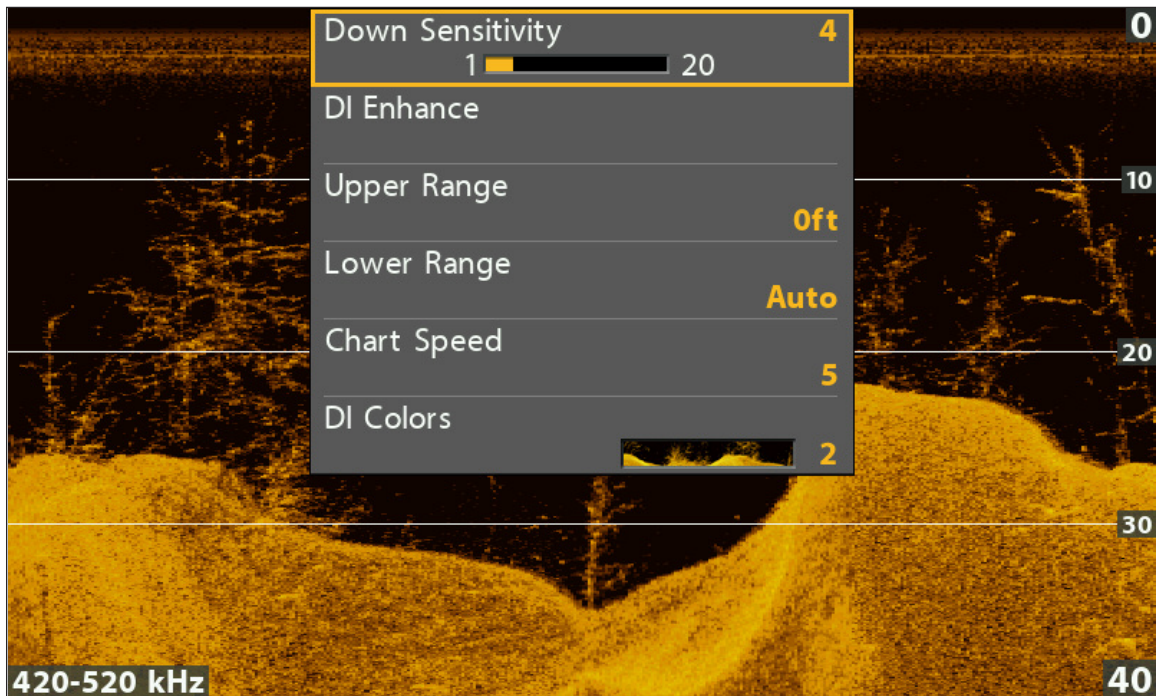 Down Sensitivity 4
1 20
DI Enhance
Upper Range
0ft
Lower Range
Auto
Chart Speed
5
DI Colors
2
0
10
20
30
40
420-520 kHz